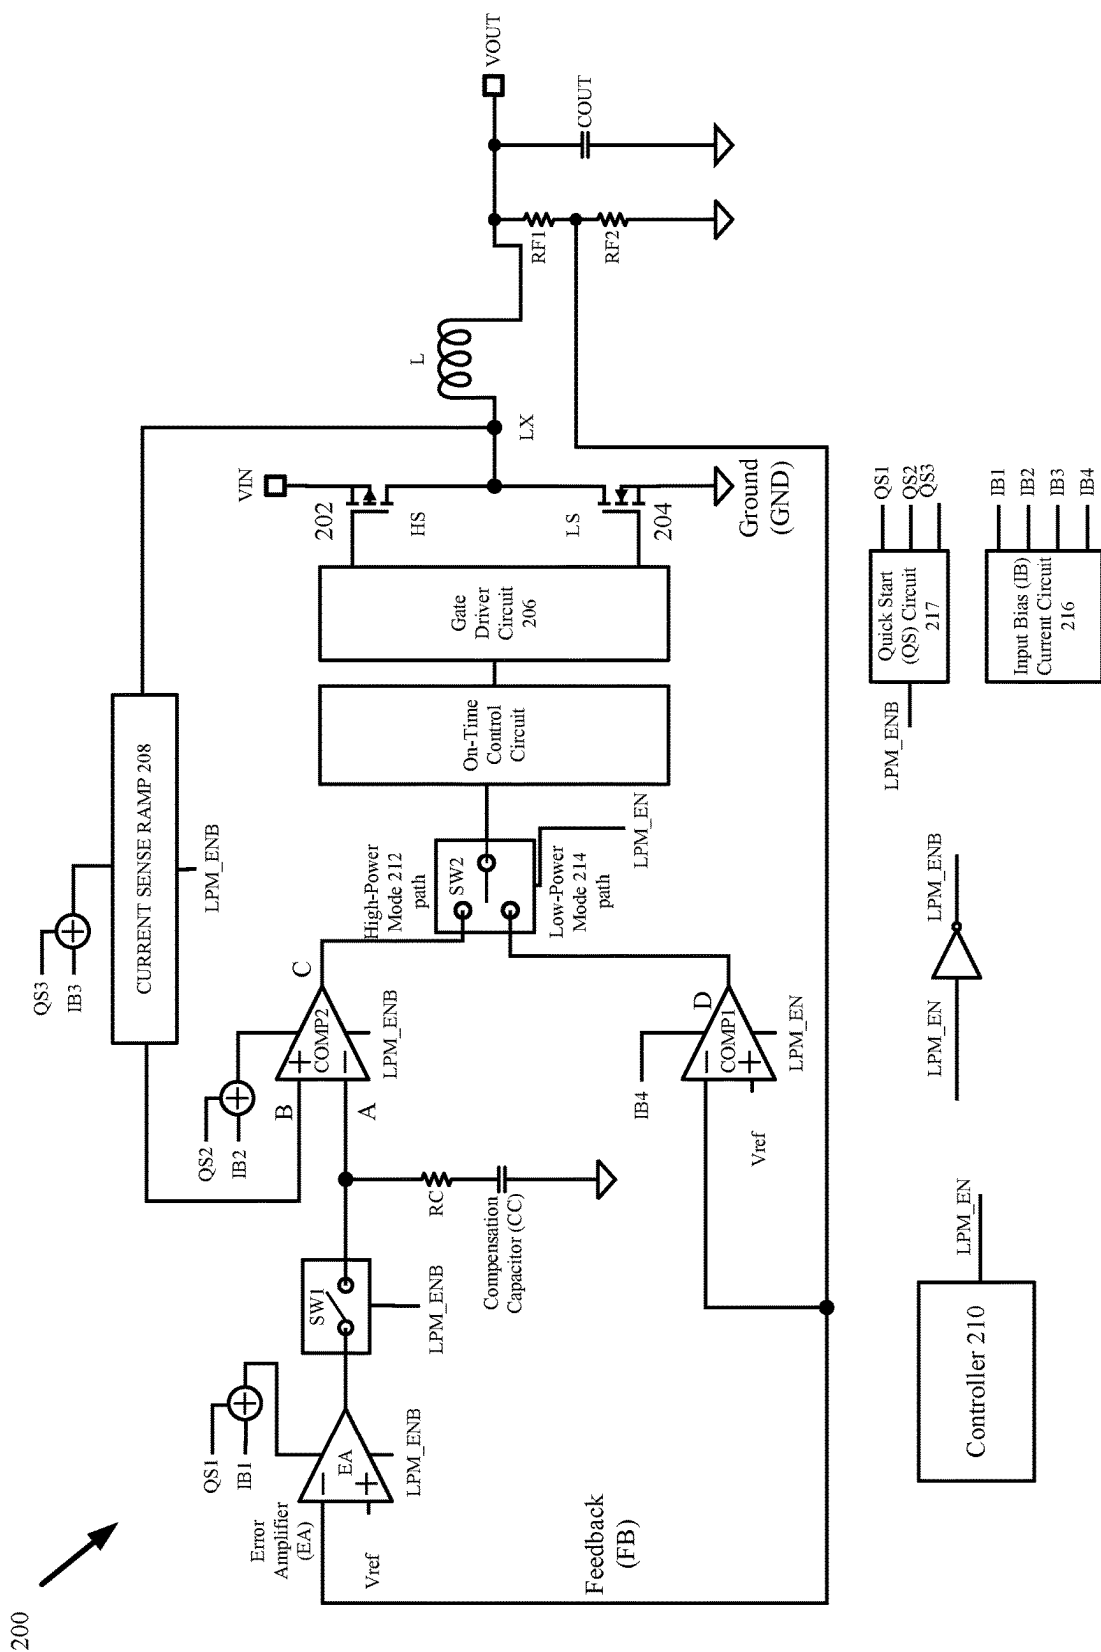 200
QS3
IB3
CURRENT SENSE RAMP 208
LPM_ENB
QS2
IB2
B
A
COMP2
+
−
C
LPM_ENB
QS1
IB1
Error
Amplifier
(EA)
Vref
EA
−
+
LPM_ENB
SW1
LPM_ENB
RC
Compensation
Capacitor (CC)
High-Power
Mode 212
path
SW2
Low-Power
Mode 214
path
LPM_EN
IB4
D
COMP1
−
+
Vref
LPM_EN
On-Time
Control
Circuit
Gate
Driver
Circuit
206
VIN
202
HS
LS
204
Ground
(GND)
LX
L
VOUT
COUT
RF1
RF2
Feedback
(FB)
Controller 210
LPM_EN
LPM_EN
LPM_ENB
LPM_ENB
Quick Start
(QS) Circuit
217
QS1
QS2
QS3
Input Bias (IB)
Current Circuit
216
IB1
IB2
IB3
IB4